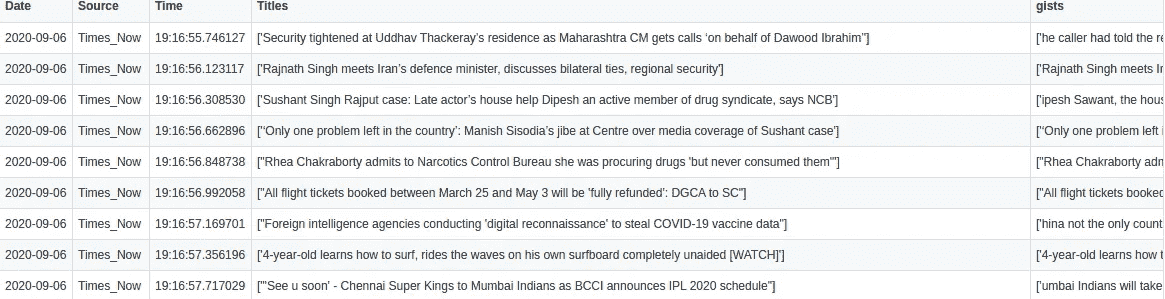 Date Source Time Titles gists
2020-09-06 Times_Now 19:16:55.746127 ['Security tightened at Uddhav Thackeray’s residence as Maharashtra CM gets calls ‘on behalf of Dawood Ibrahim’'] ['he caller had told the re
2020-09-06 Times_Now 19:16:56.123117 ['Rajnath Singh meets Iran’s defence minister, discusses bilateral ties, regional security'] ['Rajnath Singh meets Ir
2020-09-06 Times_Now 19:16:56.308530 ['Sushant Singh Rajput case: Late actor’s house help Dipesh an active member of drug syndicate, says NCB'] ['ipesh Sawant, the hous
2020-09-06 Times_Now 19:16:56.662896 ['‘Only one problem left in the country’: Manish Sisodia’s jibe at Centre over media coverage of Sushant case'] ['‘Only one problem left i
2020-09-06 Times_Now 19:16:56.848738 ["Rhea Chakraborty admits to Narcotics Control Bureau she was procuring drugs 'but never consumed them'"] ["Rhea Chakraborty adm
2020-09-06 Times_Now 19:16:56.992058 ["All flight tickets booked between March 25 and May 3 will be 'fully refunded': DGCA to SC"] ["All flight tickets booked
2020-09-06 Times_Now 19:16:57.169701 ["Foreign intelligence agencies conducting 'digital reconnaissance' to steal COVID-19 vaccine data"] ['hina not the only count
2020-09-06 Times_Now 19:16:57.356196 ['4-year-old learns how to surf, rides the waves on his own surfboard completely unaided [WATCH]'] ['4-year-old learns how t
2020-09-06 Times_Now 19:16:57.717029 ["'See u soon' - Chennai Super Kings to Mumbai Indians as BCCI announces IPL 2020 schedule"] ['umbai Indians will take